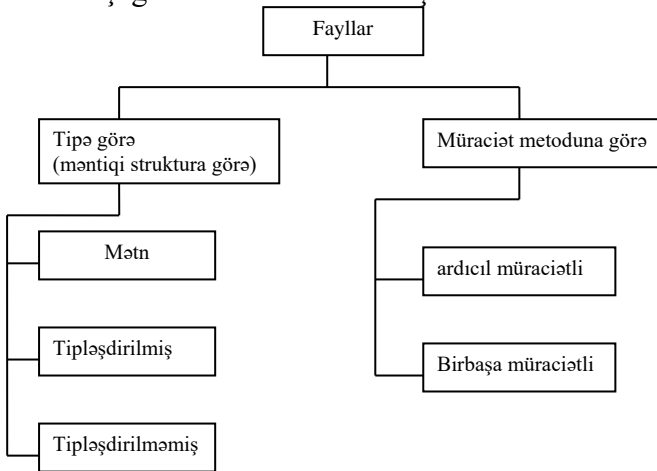 Fayllar
Tipə görə
(məntiqi struktura görə)
Müraciət metoduna görə
Mətn
ardıcıl müraciətli
Tipləşdirilmiş
Birbaşa müraciətli
Tipləşdirilməmiş